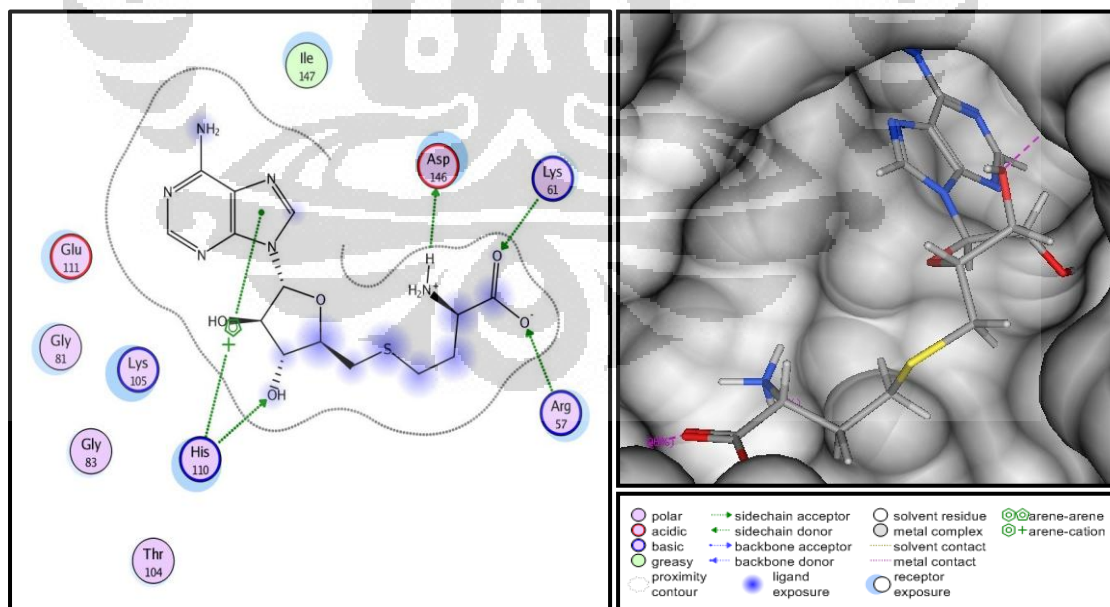 Ile
147
NH₂
Asp
146
Lys
61
N
N
H
O
N
N
H₂N⁺
Glu
111
O⁻
HO
O
Gly
81
S
Lys
105
OH
Arg
57
Gly
83
His
110
Thr
104
polar
acidic
basic
greasy
proximity
contour
sidechain acceptor
sidechain donor
backbone acceptor
backbone donor
ligand
exposure
solvent residue
metal complex
solvent contact
metal contact
receptor
exposure
arene-arene
arene-cation